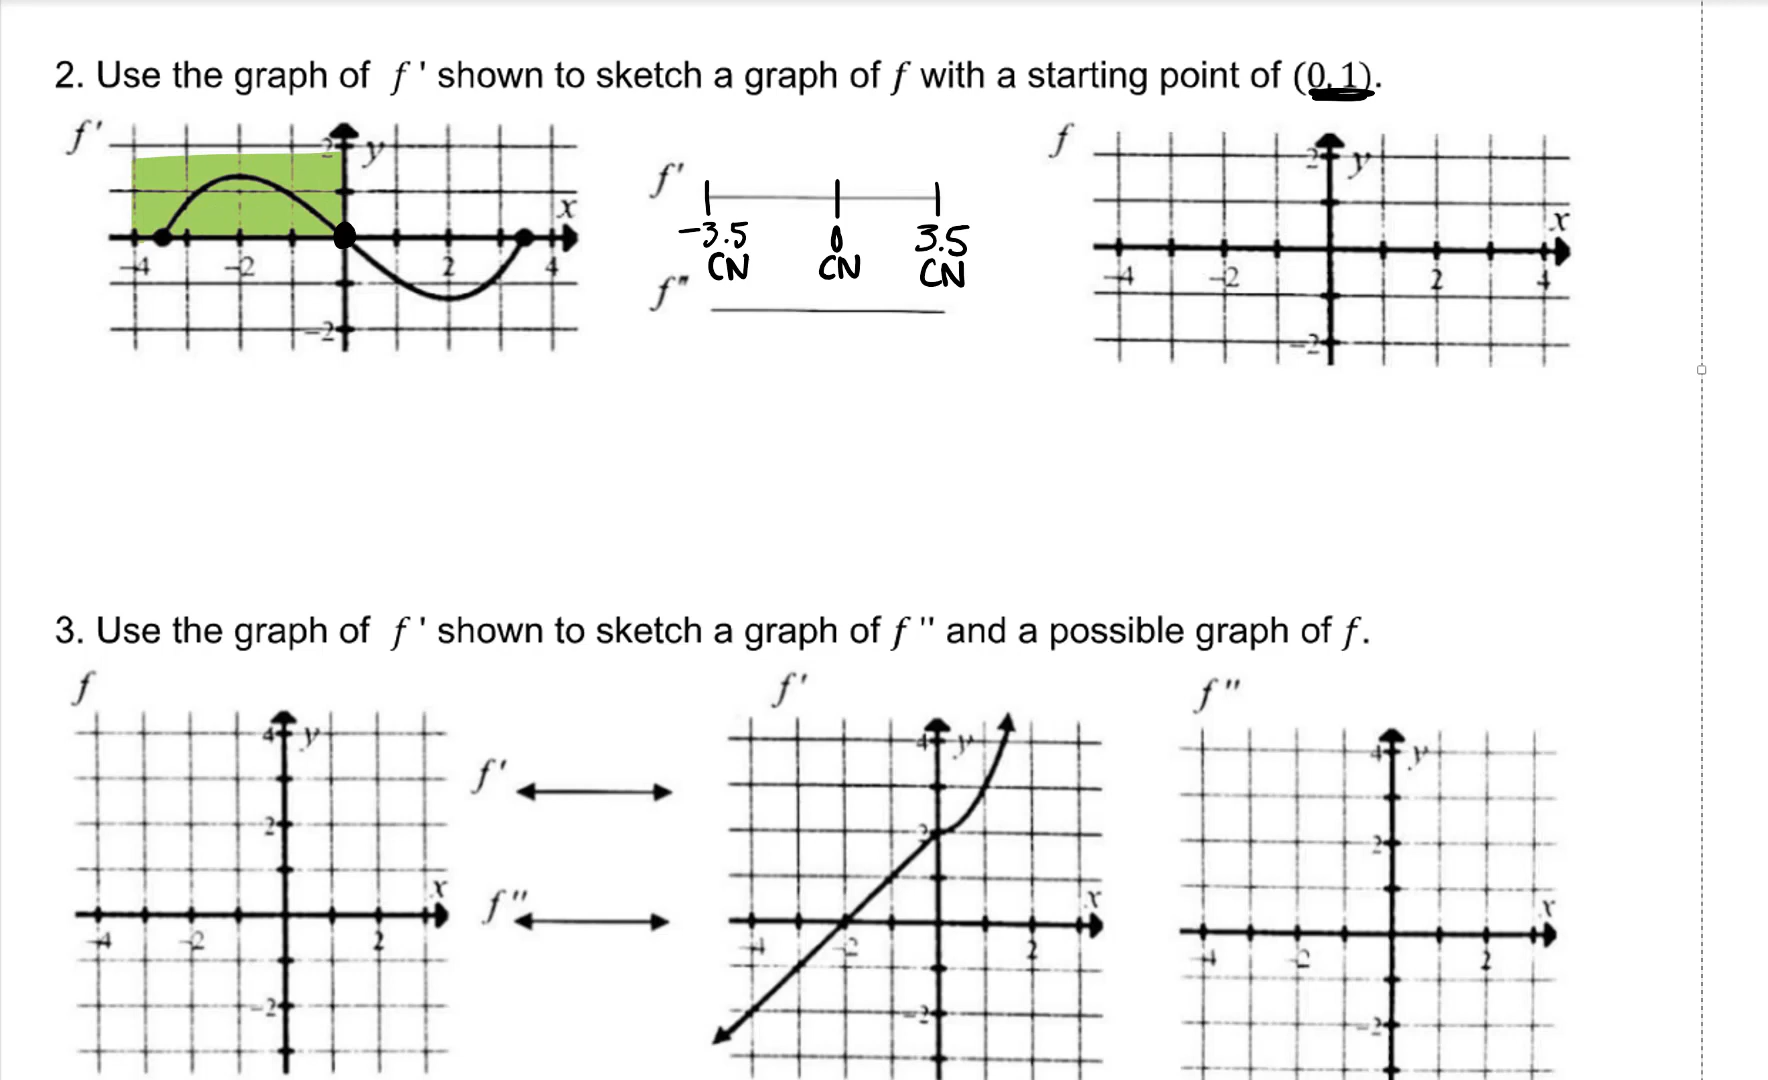 2. Use the graph of f ' shown to sketch a graph of f with a starting point of (0, 1).
f'
2
y
x
-4
-2
2
4
-2
f'
-3.5
0
3.5
CN
CN
CN
f"
f
2
y
x
-4
-2
2
4
-2
3. Use the graph of f ' shown to sketch a graph of f " and a possible graph of f.
f
4
y
2
x
-4
-2
2
-2
f'
f"
f'
4
y
2
x
-4
-2
2
-2
f"
4
y
2
x
-4
-2
2
-2